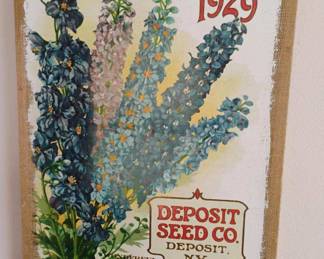 1929
DEPOSIT
SEED CO.
DEPOSIT,
N.Y.